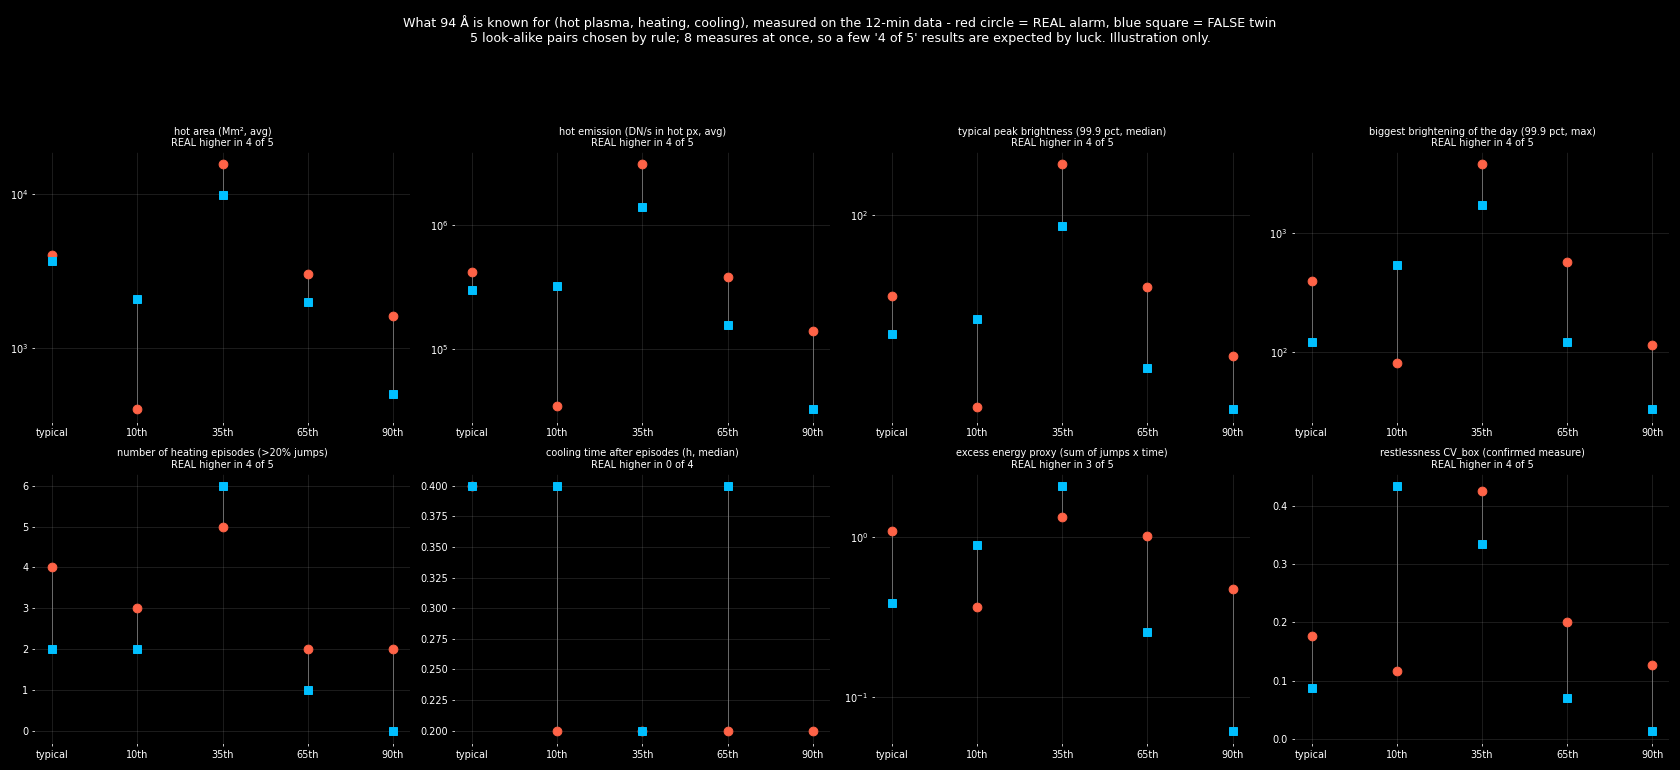 What 94 Å is known for (hot plasma, heating, cooling), measured on the 12-min data - red circle = REAL alarm, blue square = FALSE twin
5 look-alike pairs chosen by rule; 8 measures at once, so a few '4 of 5' results are expected by luck. Illustration only.
hot area (Mm², avg)
REAL higher in 4 of 5
10⁴
10³
typical 10th 35th 65th 90th
hot emission (DN/s in hot px, avg)
REAL higher in 4 of 5
10⁶
10⁵
typical 10th 35th 65th 90th
typical peak brightness (99.9 pct, median)
REAL higher in 4 of 5
10²
typical 10th 35th 65th 90th
biggest brightening of the day (99.9 pct, max)
REAL higher in 4 of 5
10³
10²
typical 10th 35th 65th 90th
number of heating episodes (>20% jumps)
REAL higher in 4 of 5
6
5
4
3
2
1
0
typical 10th 35th 65th 90th
cooling time after episodes (h, median)
REAL higher in 0 of 4
0.400
0.375
0.350
0.325
0.300
0.275
0.250
0.225
0.200
typical 10th 35th 65th 90th
excess energy proxy (sum of jumps x time)
REAL higher in 3 of 5
10⁰
10⁻¹
typical 10th 35th 65th 90th
restlessness CV_box (confirmed measure)
REAL higher in 4 of 5
0.4
0.3
0.2
0.1
0.0
typical 10th 35th 65th 90th